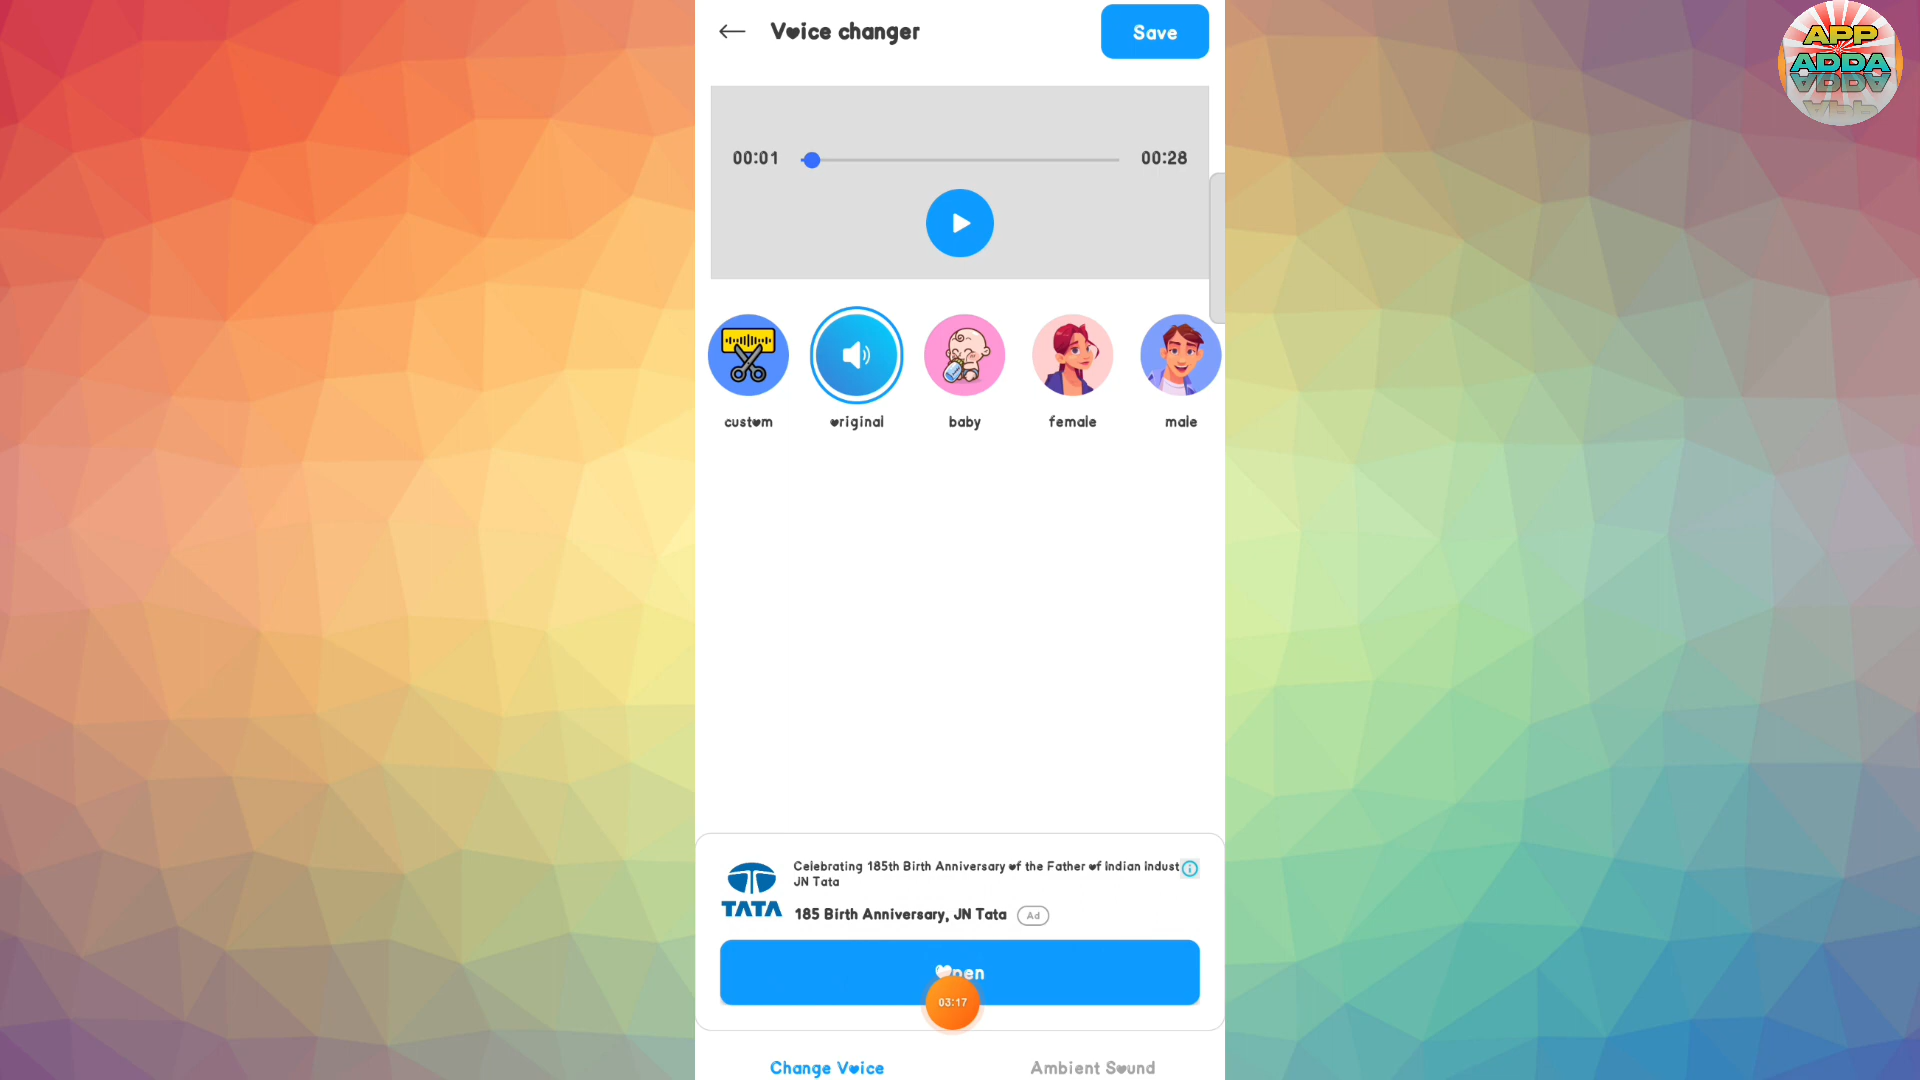 Voice changer
Save
APP
ADDA
00:01
00:28
custom
original
baby
female
male
Celebrating 185th Birth Anniversary of the Father of Indian Indust
JN Tata
TATA
185 Birth Anniversary, JN Tata
Ad
Open
03:17
Change Voice
Ambient Sound